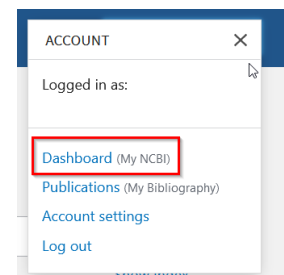 ACCOUNT
Logged in as:
Dashboard (My NCBI)
Publications (My Bibliography)
Account settings
Log out